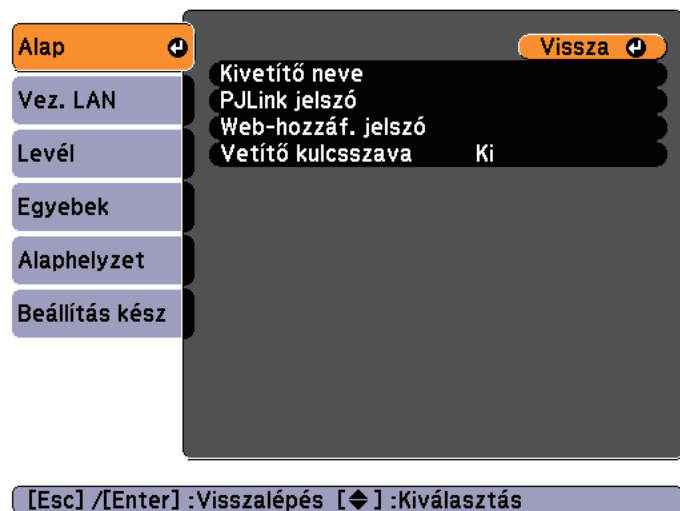 Alap
Vez. LAN
Levél
Egyebek
Alaphelyzet
Beállítás kész
Vissza
Kivetítő neve
PJLink jelszó
Web-hozzáf. jelszó
Vetítő kulcsszava Ki
[Esc] /[Enter] :Visszalépés [◆] :Kiválasztás